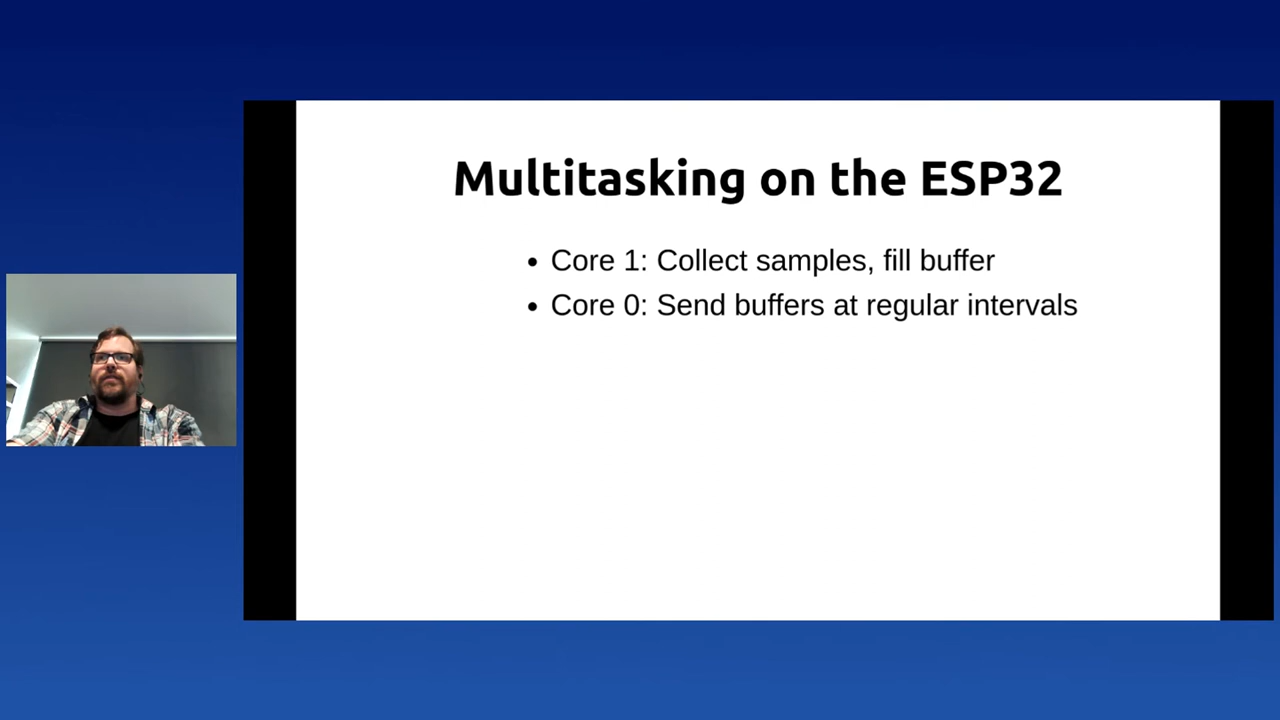 Multitasking on the ESP32
• Core 1: Collect samples, fill buffer
• Core 0: Send buffers at regular intervals